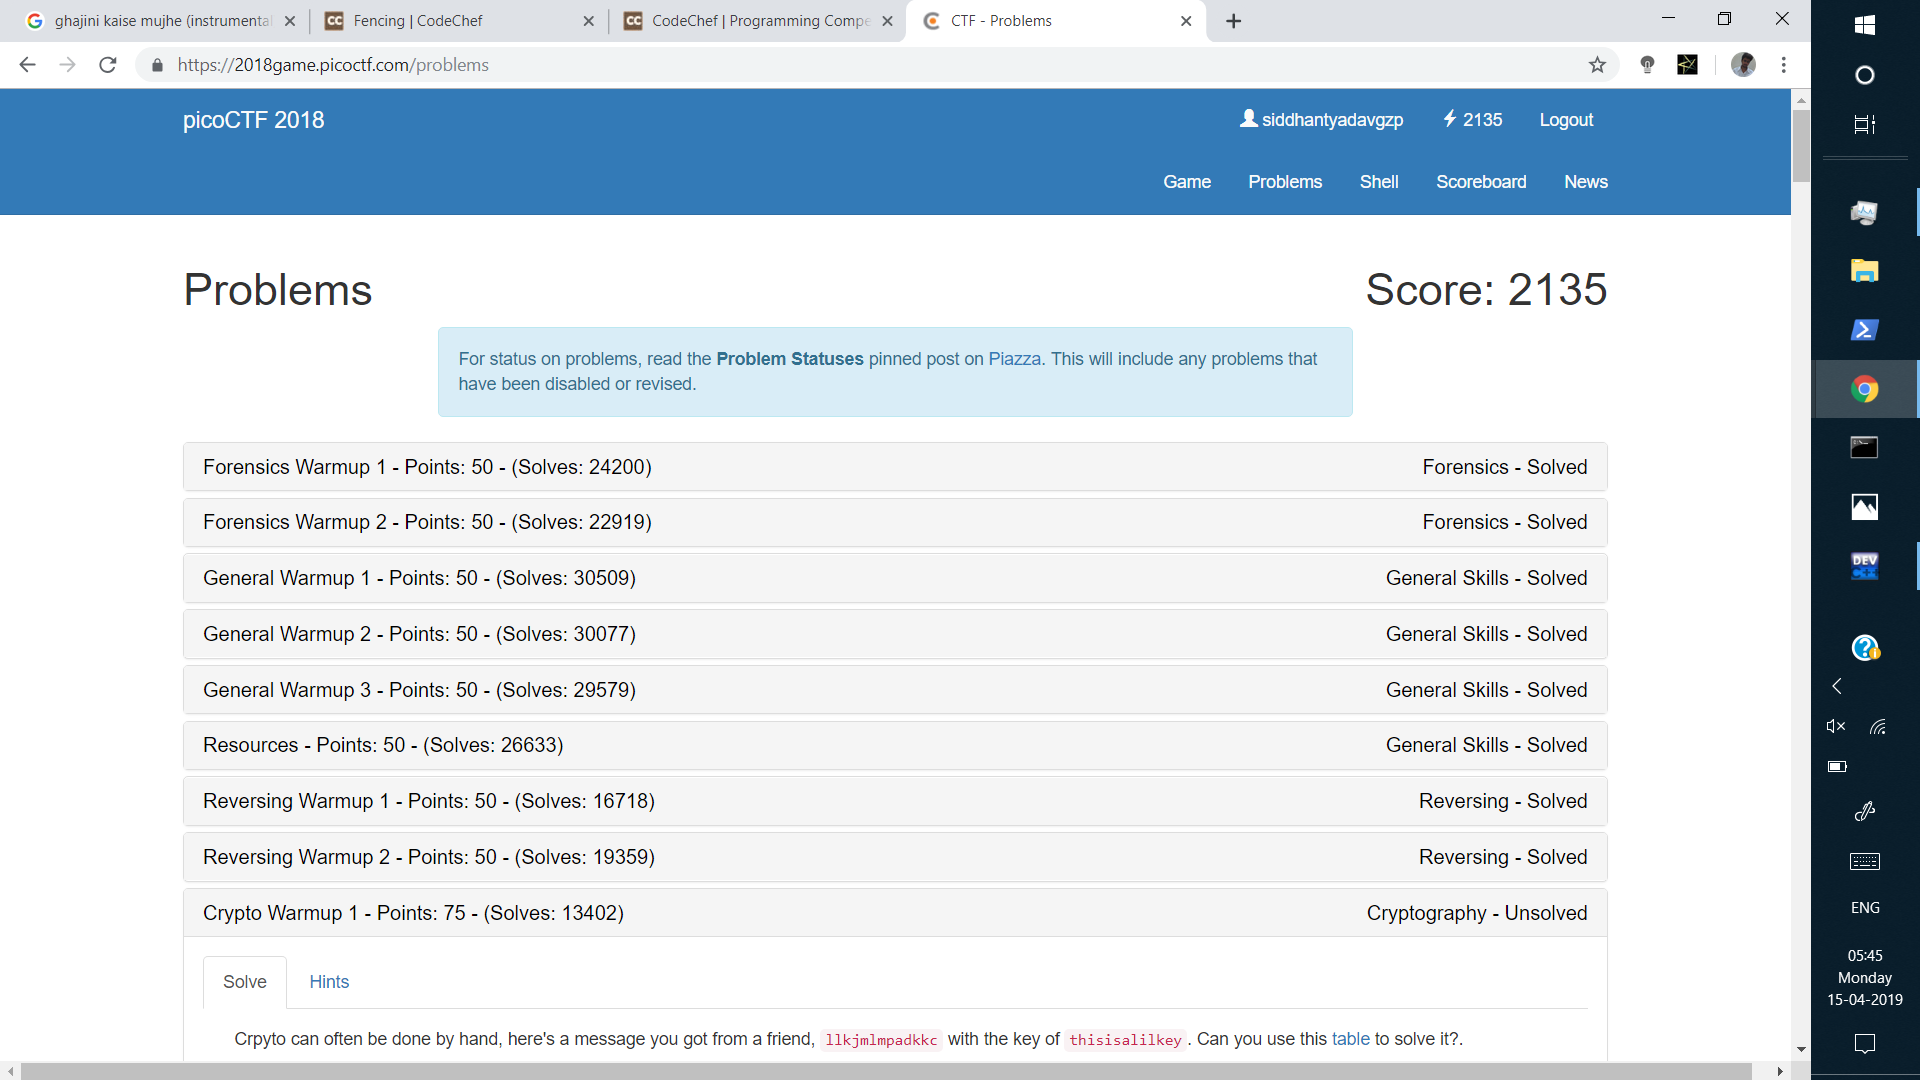 ghajini kaise mujhe (instrumental
Fencing | CodeChef
CodeChef | Programming Compe
CTF - Problems
https://2018game.picoctf.com/problems
picoCTF 2018
siddhantyadavgzp
2135
Logout
Game
Problems
Shell
Scoreboard
News
Problems
Score: 2135
For status on problems, read the Problem Statuses pinned post on Piazza. This will include any problems that
have been disabled or revised.
Forensics Warmup 1 - Points: 50 - (Solves: 24200)
Forensics - Solved
Forensics Warmup 2 - Points: 50 - (Solves: 22919)
Forensics - Solved
General Warmup 1 - Points: 50 - (Solves: 30509)
General Skills - Solved
General Warmup 2 - Points: 50 - (Solves: 30077)
General Skills - Solved
General Warmup 3 - Points: 50 - (Solves: 29579)
General Skills - Solved
Resources - Points: 50 - (Solves: 26633)
General Skills - Solved
Reversing Warmup 1 - Points: 50 - (Solves: 16718)
Reversing - Solved
Reversing Warmup 2 - Points: 50 - (Solves: 19359)
Reversing - Solved
Crypto Warmup 1 - Points: 75 - (Solves: 13402)
Cryptography - Unsolved
Solve
Hints
Crpyto can often be done by hand, here's a message you got from a friend, llkjmlmpadkkc with the key of thisisalilkey. Can you use this table to solve it?.
CC
CC
DEV
C++
ENG
05:45
Monday
15-04-2019